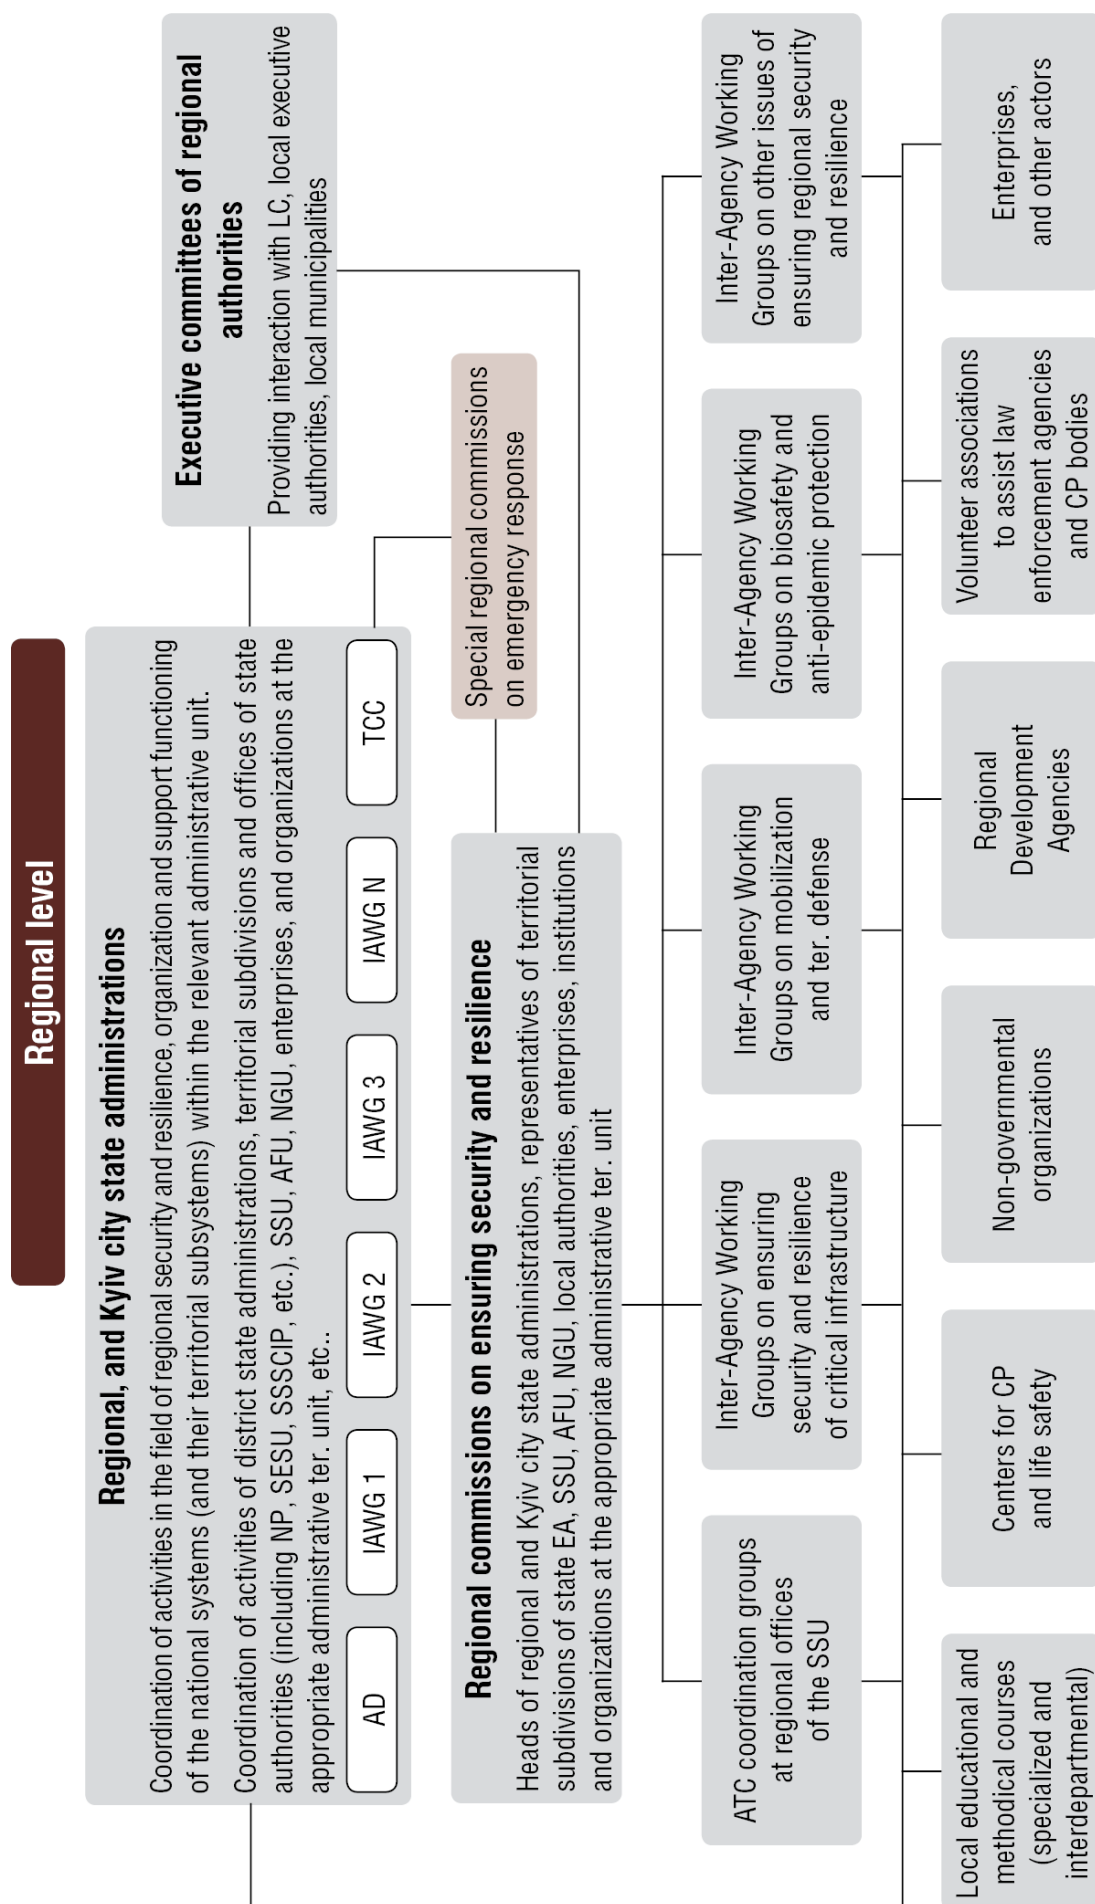 Regional level
Regional, and Kyiv city state administrations
Coordination of activities in the field of regional security and resilience, organization and support functioning
of the national systems (and their territorial subsystems) within the relevant administrative unit.
Coordination of activities of district state administrations, territorial subdivisions and offices of state
authorities (including NP, SESU, SSSCIP, etc.), SSU, AFU, NGU, enterprises, and organizations at the
appropriate administrative ter. unit, etc..
AD
IAWG 1
IAWG 2
IAWG 3
IAWG N
TCC
Executive committees of regional
authorities
Providing interaction with LC, local executive
authorities, local municipalities
Special regional commissions
on emergency response
Regional commissions on ensuring security and resilience
Heads of regional and Kyiv city state administrations, representatives of territorial
subdivisions of state EA, SSU, AFU, NGU, local authorities, enterprises, institutions
and organizations at the appropriate administrative ter. unit
ATC coordination groups
at regional offices
of the SSU
Inter-Agency Working
Groups on ensuring
security and resilience
of critical infrastructure
Inter-Agency Working
Groups on mobilization
and ter. defense
Inter-Agency Working
Groups on biosafety and
anti-epidemic protection
Inter-Agency Working
Groups on other issues of
ensuring regional security
and resilience
Local educational and
methodical courses
(specialized and
interdepartmental)
Centers for CP
and life safety
Non-governmental
organizations
Regional
Development
Agencies
Volunteer associations
to assist law
enforcement agencies
and CP bodies
Enterprises,
and other actors